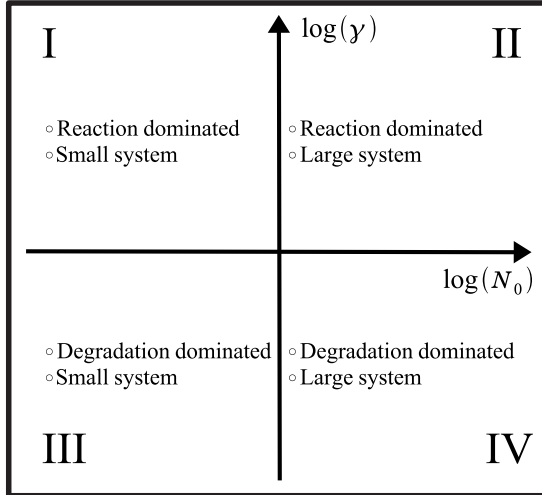 I
log(γ)
II
◦Reaction dominated
◦Small system
◦Reaction dominated
◦Large system
log(N₀)
◦Degradation dominated
◦Small system
◦Degradation dominated
◦Large system
III
IV